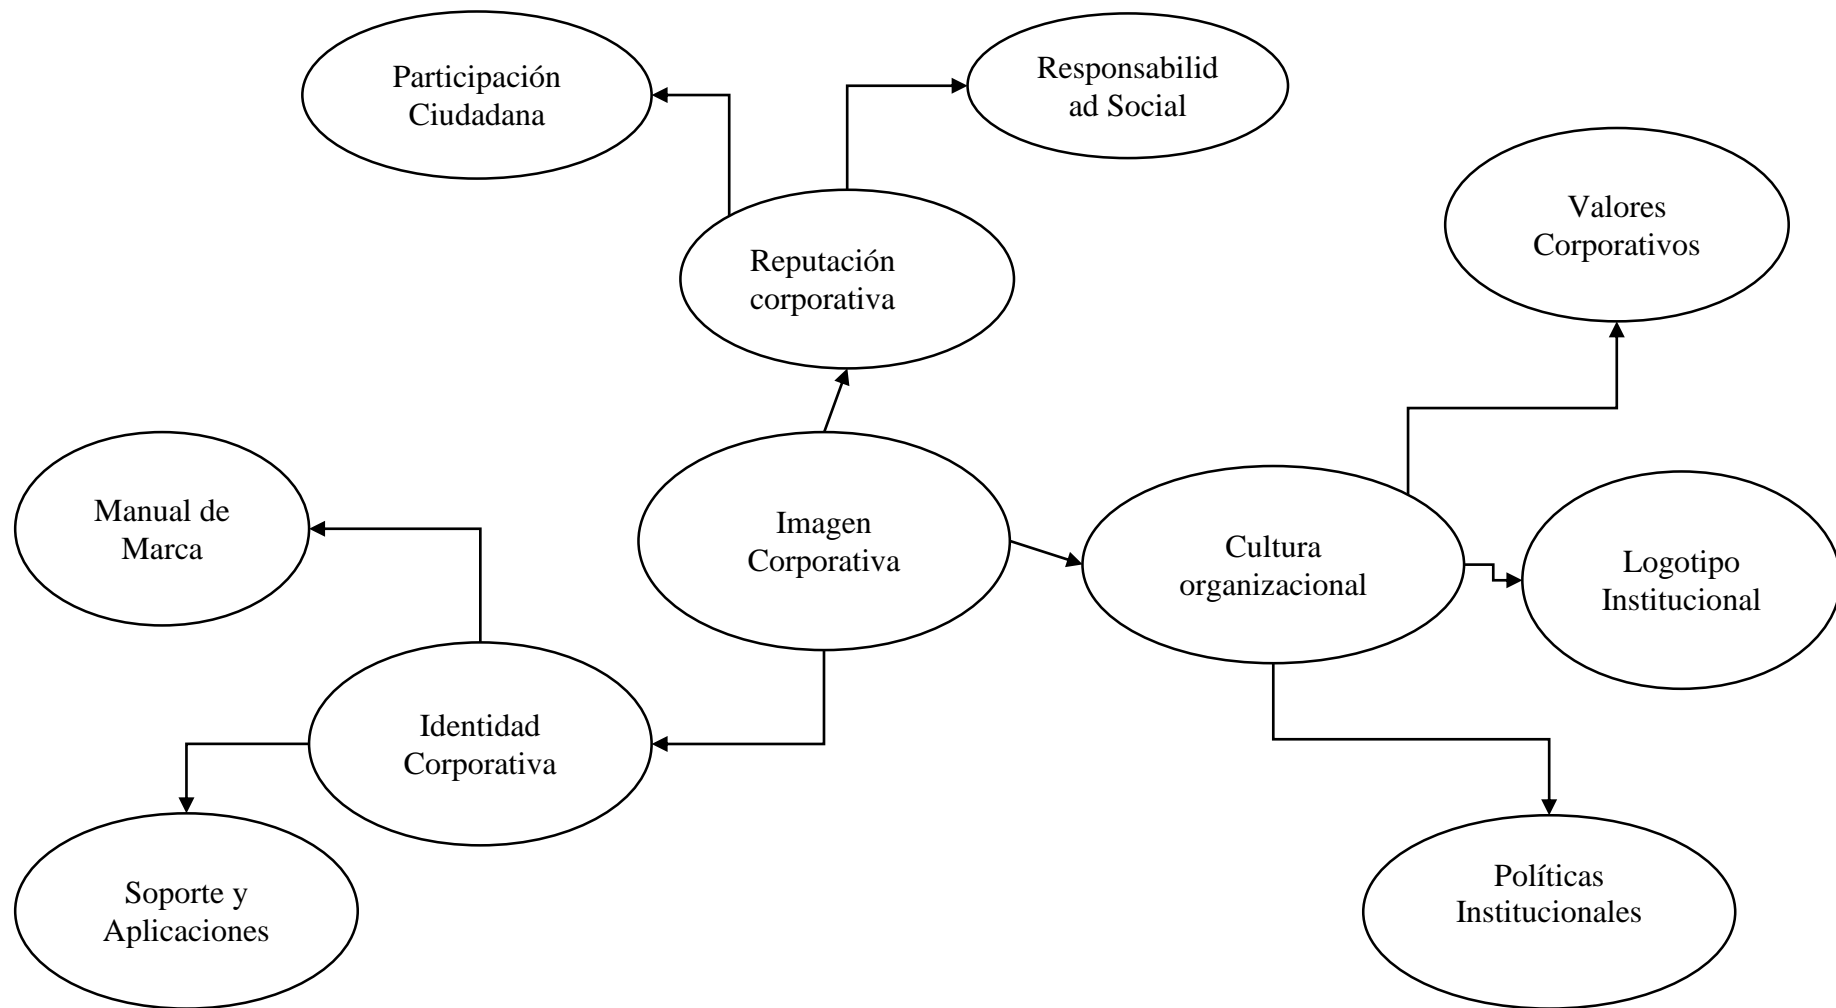 Participación
Ciudadana
Responsabilid
ad Social
Valores
Corporativos
Reputación
corporativa
Manual de
Marca
Imagen
Corporativa
Cultura
organizacional
Logotipo
Institucional
Identidad
Corporativa
Soporte y
Aplicaciones
Políticas
Institucionales